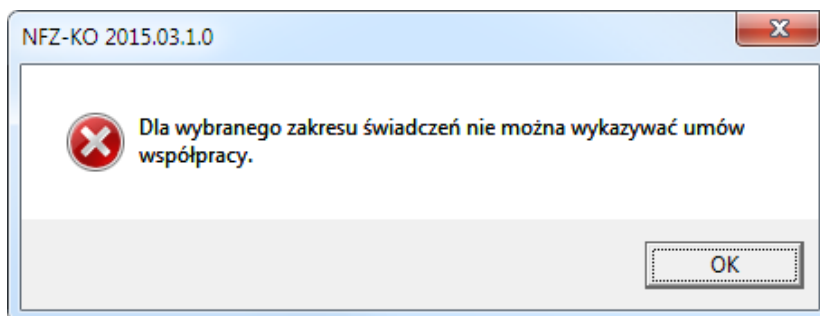 NFZ-KO 2015.03.1.0
Dla wybranego zakresu świadczeń nie można wykazywać umów
współpracy.
OK